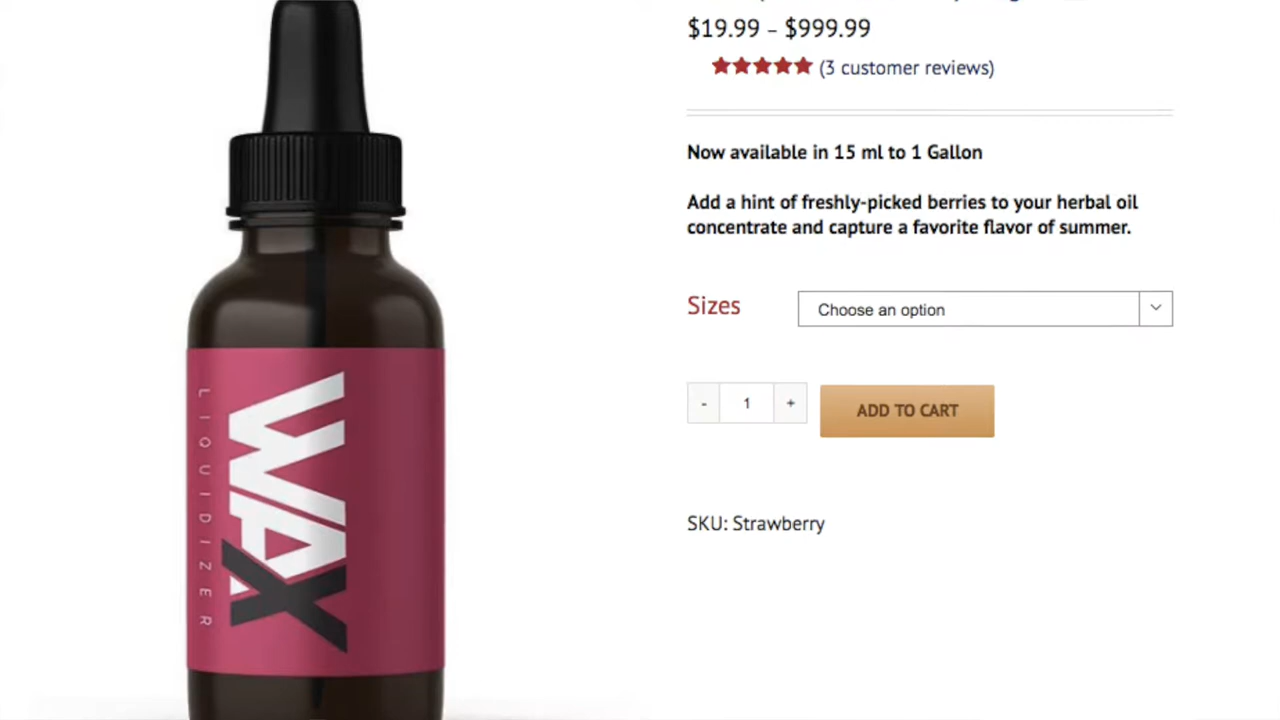 $19.99 – $999.99
(3 customer reviews)
Now available in 15 ml to 1 Gallon
Add a hint of freshly-picked berries to your herbal oil
concentrate and capture a favorite flavor of summer.
Sizes
Choose an option
- 1 +
ADD TO CART
SKU: Strawberry
WAX
LIQUIDIZER